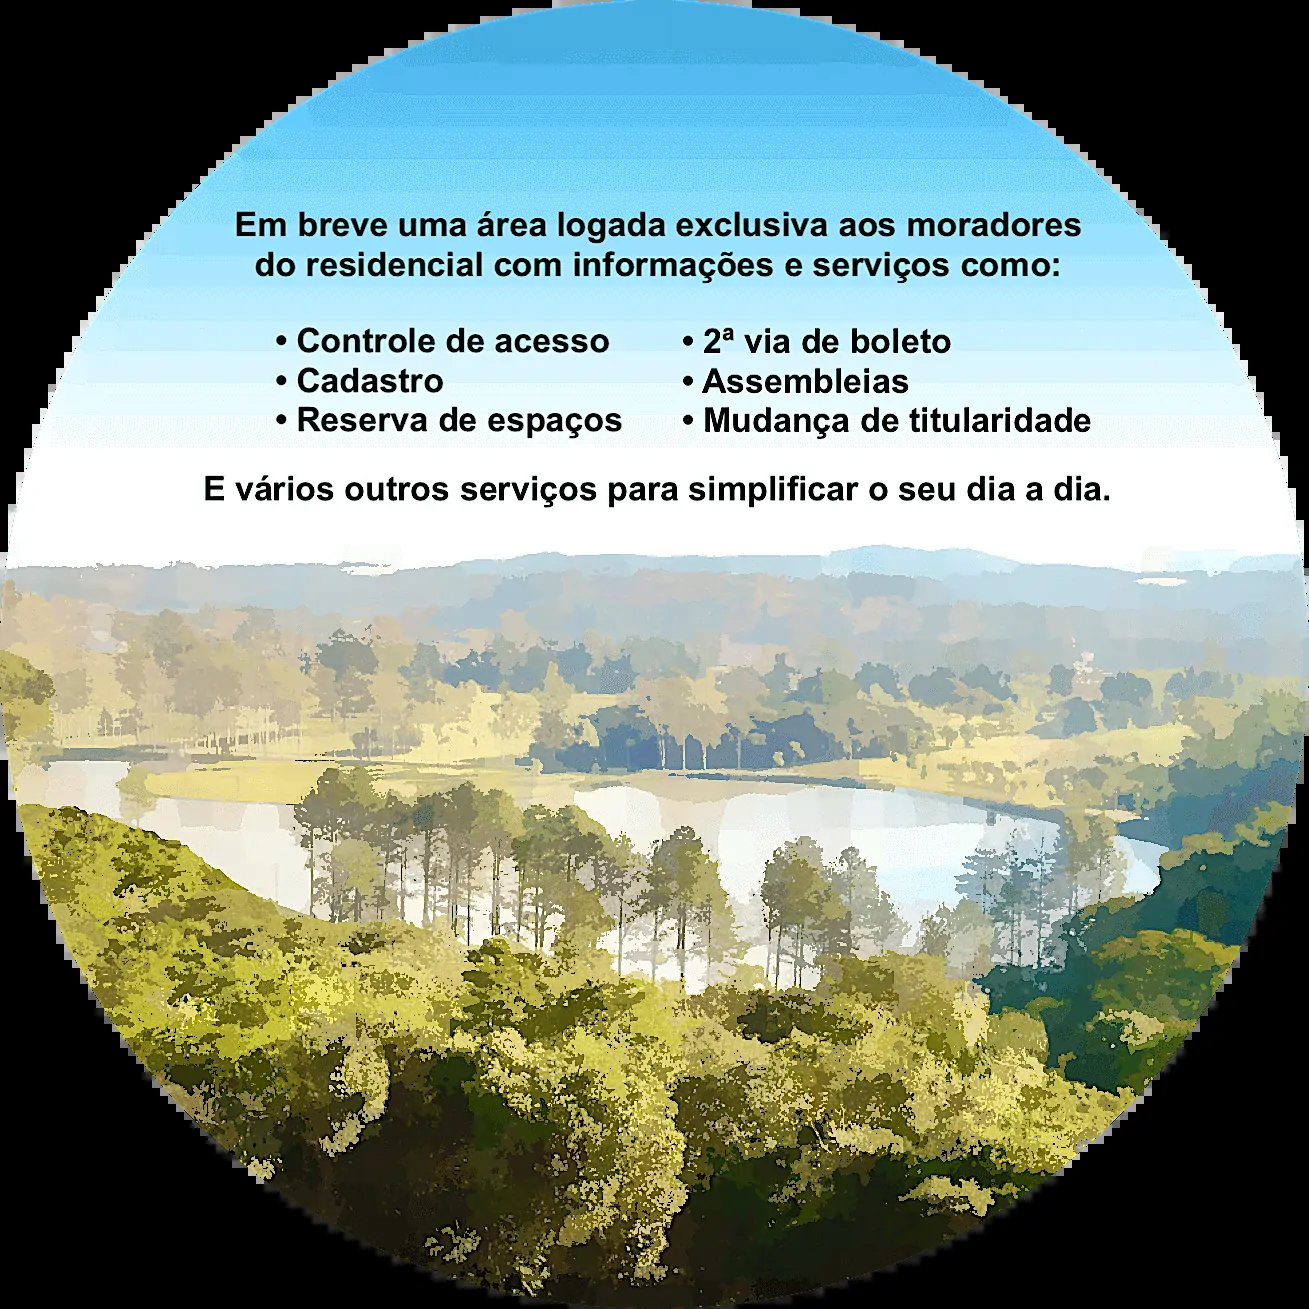 Em breve uma área logada exclusiva aos moradores
do residencial com informações e serviços como:
• Controle de acesso
• Cadastro
• Reserva de espaços
• 2ª via de boleto
• Assembleias
• Mudança de titularidade
E vários outros serviços para simplificar o seu dia a dia.